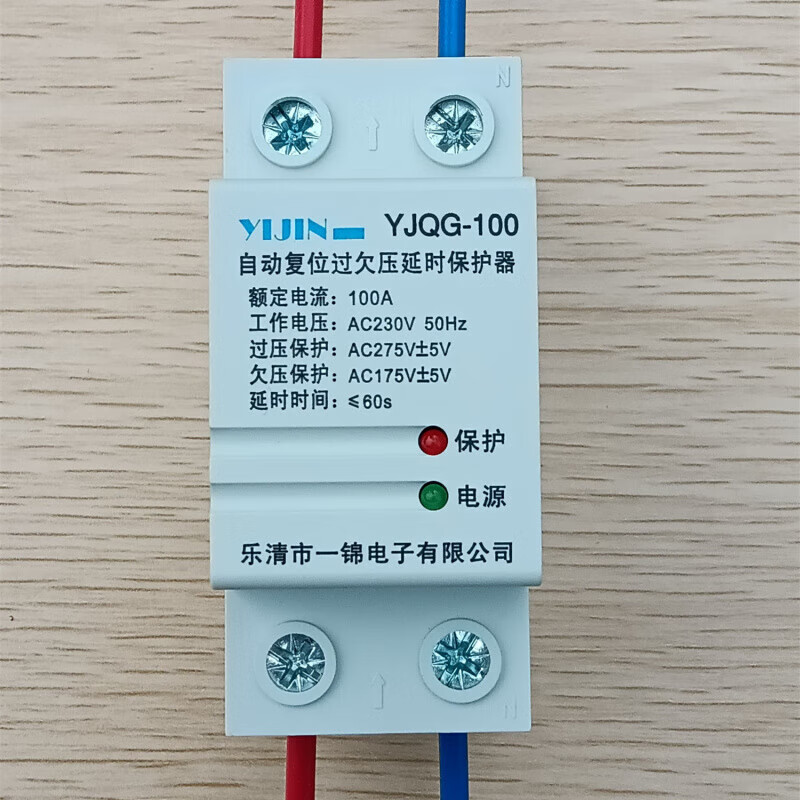 N
YIJIN YJQG-100
自动复位过欠压延时保护器
额定电流：100A
工作电压：AC230V 50Hz
过压保护：AC275V±5V
欠压保护：AC175V±5V
延时时间：≤60s
保护
电源
乐清市一锦电子有限公司
N